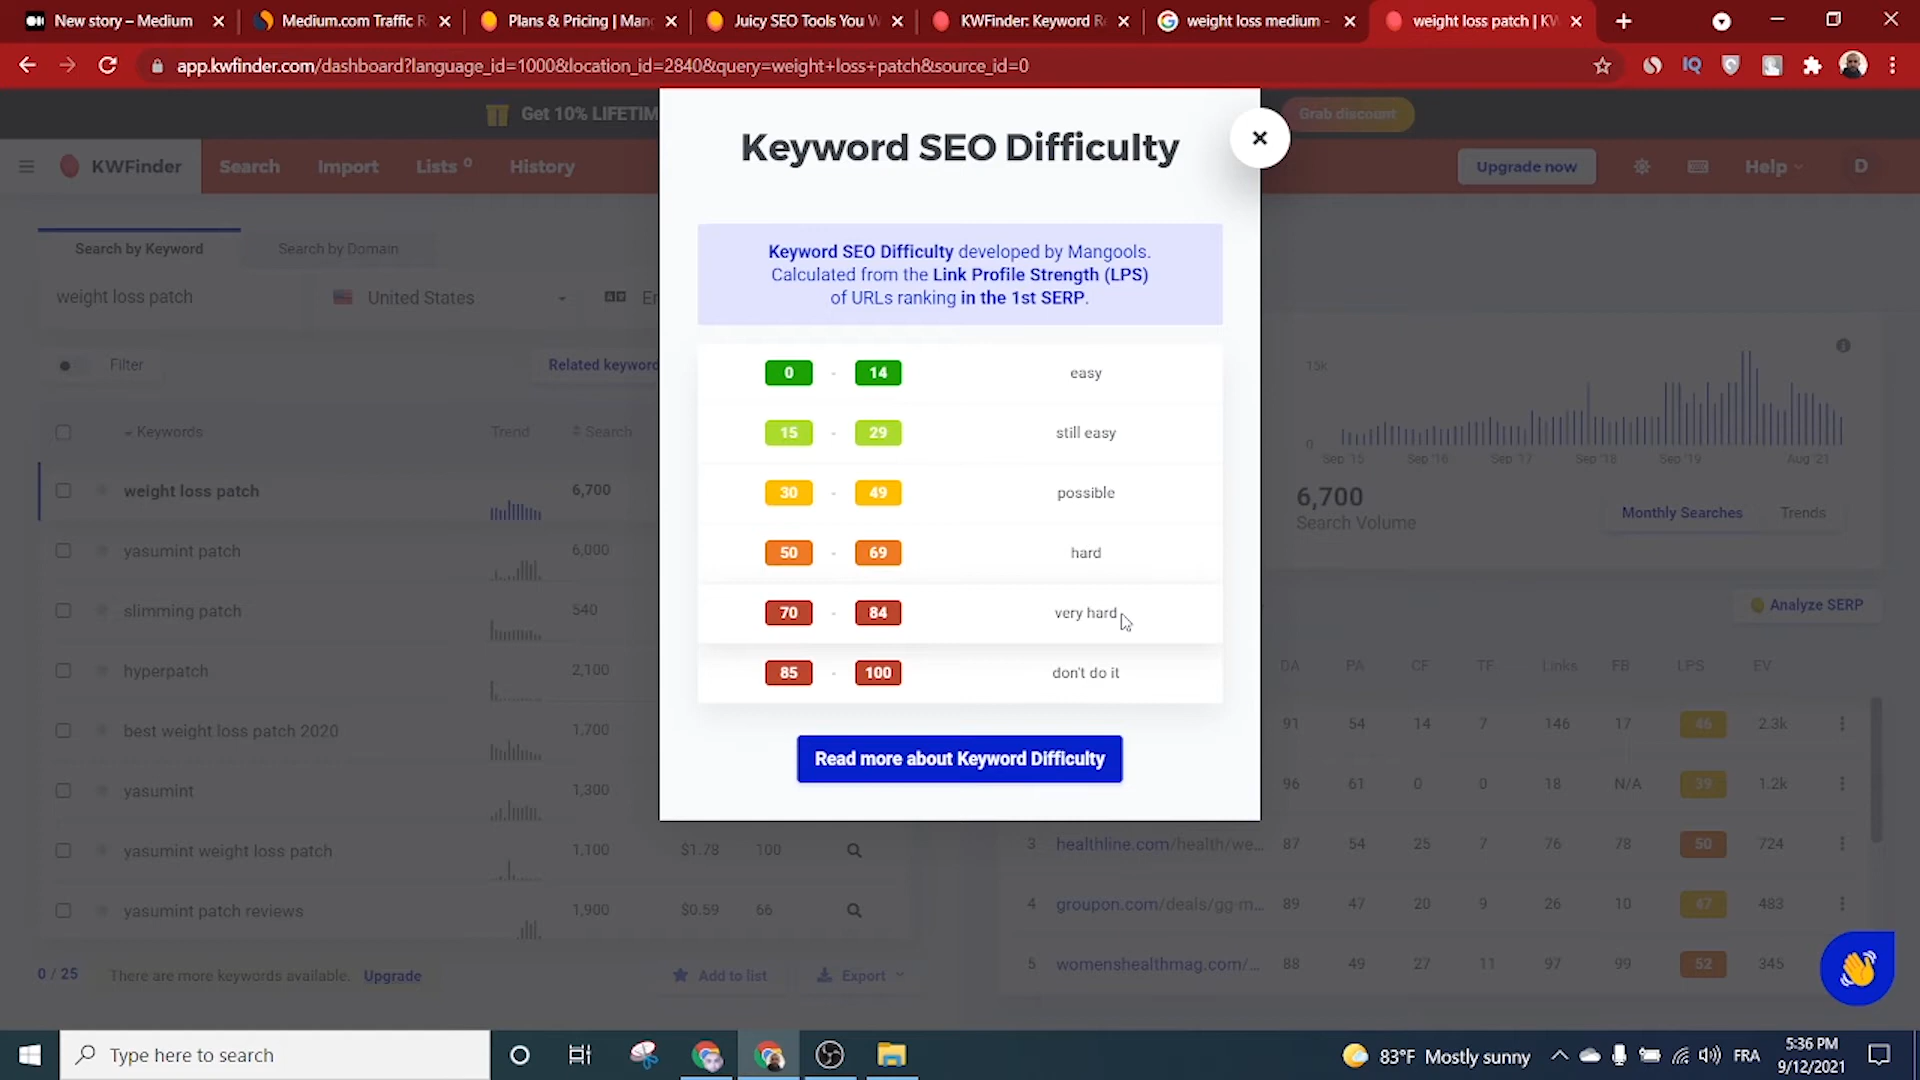 New story – Medium
Medium.com Traffic R
Plans & Pricing | Mang
Juicy SEO Tools You W
KWFinder: Keyword Re
weight loss medium -
weight loss patch | KW
app.kwfinder.com/dashboard?language_id=1000&location_id=2840&query=weight+loss+patch&source_id=0
Get 10% LIFETIM
Grab discount
KWFinder
Search
Import
Lists 0
History
Upgrade now
Help
D
Keyword SEO Difficulty
Keyword SEO Difficulty developed by Mangools.
Calculated from the Link Profile Strength (LPS)
of URLs ranking in the 1st SERP.
0 - 14 easy
15 - 29 still easy
30 - 49 possible
50 - 69 hard
70 - 84 very hard
85 - 100 don't do it
Read more about Keyword Difficulty
Search by Keyword
Search by Domain
weight loss patch
United States
En
Filter
Related keyword
Keywords
Trend
Search
weight loss patch 6,700
yasumint patch 6,000
slimming patch 540
hyperpatch 2,100
best weight loss patch 2020 1,700
yasumint 1,300
yasumint weight loss patch 1,100 $1.78 100
yasumint patch reviews 1,900 $0.59 66
0 / 25
There are more keywords available. Upgrade
Add to list
Export
15k
0
Sep '15 Sep '16 Sep '17 Sep '18 Sep '19 Aug '21
6,700
Search Volume
Monthly Searches
Trends
Analyze SERP
DA PA CF TF Links FB LPS EV
91 54 14 7 146 17 46 2.3k
96 61 0 0 18 N/A 39 1.2k
3 healthline.com/health/we... 87 54 25 7 76 78 50 724
4 groupon.com/deals/gg-m... 89 47 20 9 26 10 47 483
5 womenshealthmag.com/... 88 49 27 11 97 99 52 345
Type here to search
83°F Mostly sunny
FRA
5:36 PM
9/12/2021